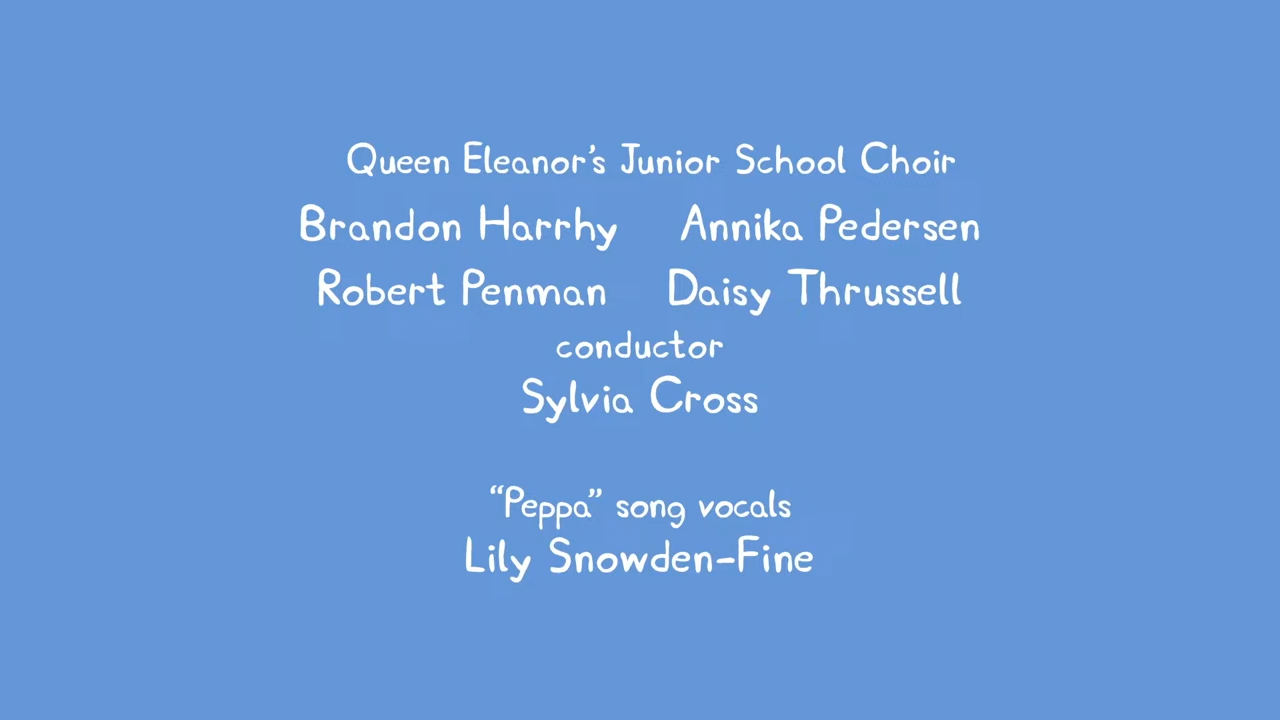 Queen Eleanor’s Junior School Choir
Brandon Harrhy Annika Pedersen
Robert Penman Daisy Thrussell
conductor
Sylvia Cross
“Peppa” song vocals
Lily Snowden-Fine